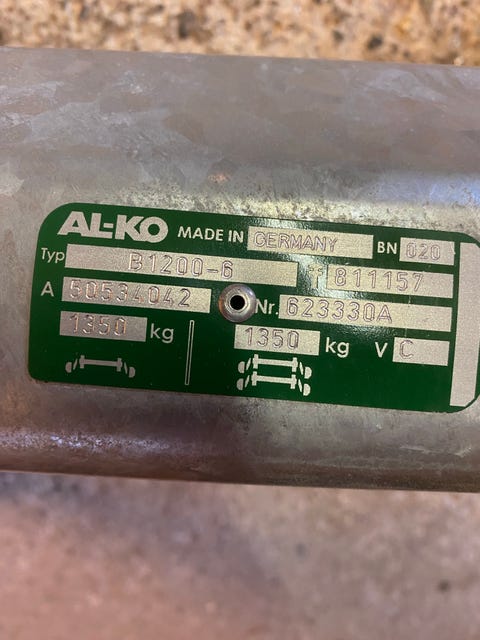 AL-KO MADE IN GERMANY BN 020
Typ B1200-6 811157
A 50534042 Nr. 623330A
1350 kg 1350 kg V C